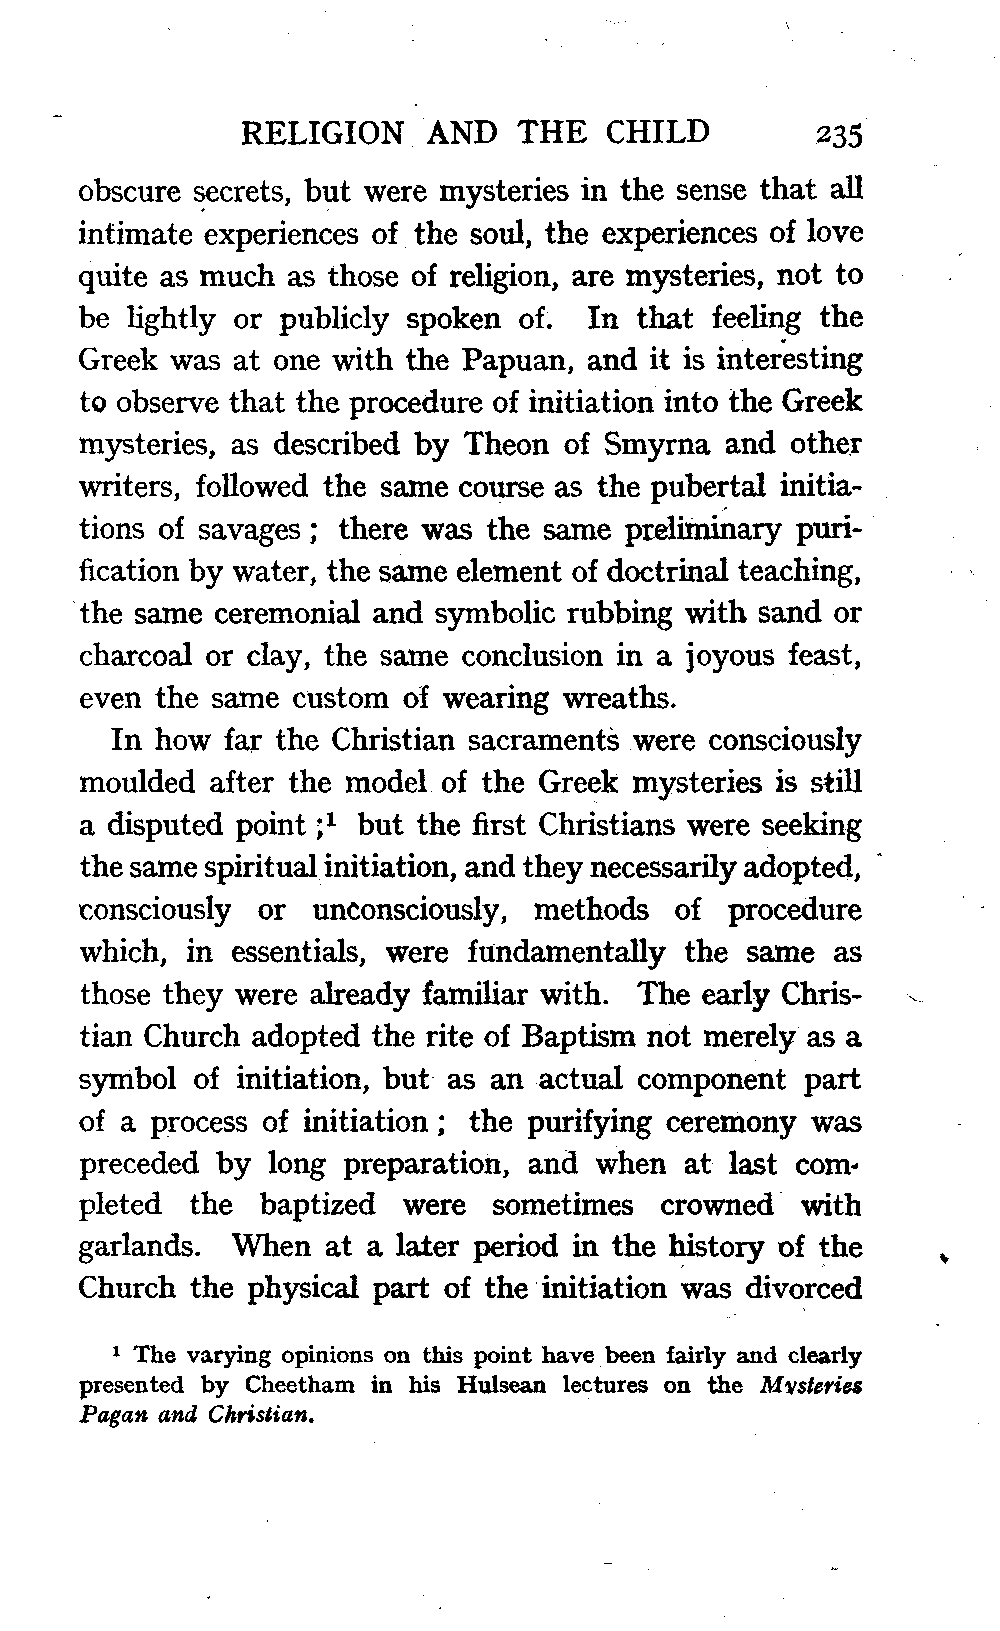 RELIGION AND THE CHILD 235
obscure secrets, but were mysteries in the sense that all
intimate experiences of the soul, the experiences of love
quite as much as those of religion, are mysteries, not to
be lightly or publicly spoken of. In that feeling the
Greek was at one with the Papuan, and it is interesting
to observe that the procedure of initiation into the Greek
mysteries, as described by Theon of Smyrna and other
writers, followed the same course as the pubertal initia-
tions of savages ; there was the same preliminary puri-
fication by water, the same element of doctrinal teaching,
the same ceremonial and symbolic rubbing with sand or
charcoal or clay, the same conclusion in a joyous feast,
even the same custom of wearing wreaths.
In how far the Christian sacraments were consciously
moulded after the model of the Greek mysteries is still
a disputed point ;¹ but the first Christians were seeking
the same spiritual initiation, and they necessarily adopted,
consciously or unconsciously, methods of procedure
which, in essentials, were fundamentally the same as
those they were already familiar with. The early Chris-
tian Church adopted the rite of Baptism not merely as a
symbol of initiation, but as an actual component part
of a process of initiation ; the purifying ceremony was
preceded by long preparation, and when at last com-
pleted the baptized were sometimes crowned with
garlands. When at a later period in the history of the
Church the physical part of the initiation was divorced
¹ The varying opinions on this point have been fairly and clearly
presented by Cheetham in his Hulsean lectures on the Mysteries
Pagan and Christian.